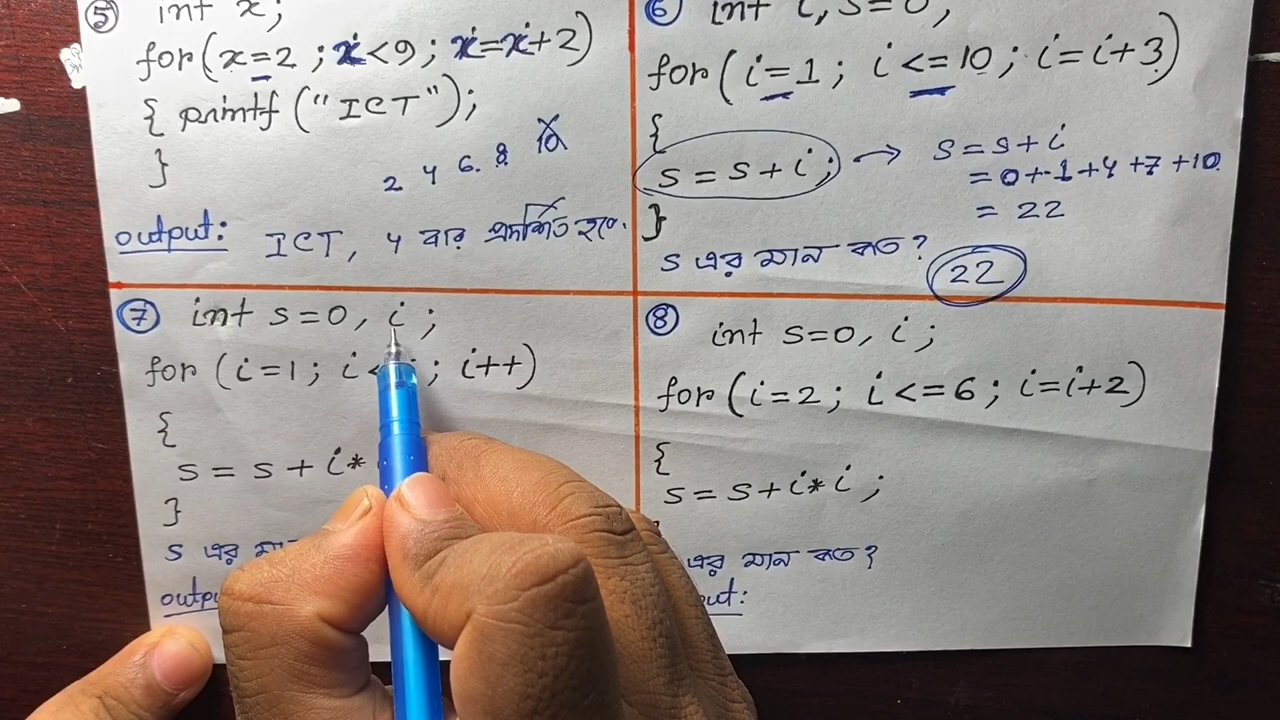 ⑤ int x;
for(x=2 ; x<9 ; x=x+2)
{ printf ("ICT");
}
2 4 6. 8 10
output: ICT, 4 বার প্রদর্শিত হবে.
⑥ int i, s=0,
for ( i=1 ; i <= 10 ; i=i+3)
{
s = s + i ; → s = s + i
= 0+1+4+7+10
= 22
}
s এর মান কত?
22
⑦ int s=0, i ;
for (i=1 ; i < ; i++)
{
s = s + i*
}
s এর
⑧ int s=0, i ;
for (i=2 ; i <=6 ; i=i+2)
{
s=s+i*i ;
এর মান কত?